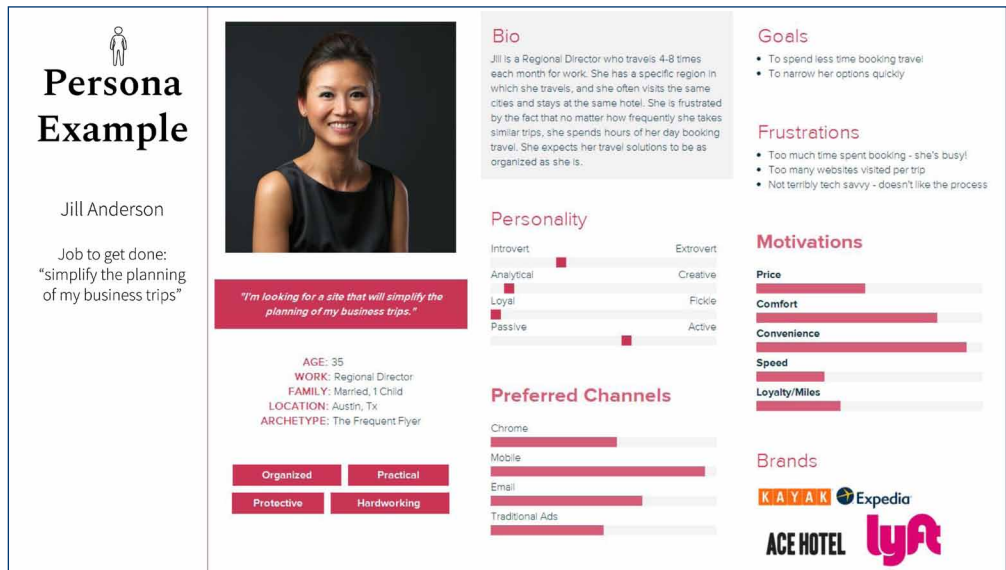 Persona
Example
Jill Anderson
Job to get done:
“simplify the planning
of my business trips”
"I'm looking for a site that will simplify the
planning of my business trips."
AGE: 35
WORK: Regional Director
FAMILY: Married, 1 Child
LOCATION: Austin, Tx
ARCHETYPE: The Frequent Flyer
Organized
Practical
Protective
Hardworking
Bio
Jill is a Regional Director who travels 4-8 times
each month for work. She has a specific region in
which she travels, and she often visits the same
cities and stays at the same hotel. She is frustrated
by the fact that no matter how frequently she takes
similar trips, she spends hours of her day booking
travel. She expects her travel solutions to be as
organized as she is.
Personality
Introvert Extrovert
Analytical Creative
Loyal Fickle
Passive Active
Preferred Channels
Chrome
Mobile
Email
Traditional Ads
Goals
• To spend less time booking travel
• To narrow her options quickly
Frustrations
• Too much time spent booking - she's busy!
• Too many websites visited per trip
• Not terribly tech savvy - doesn't like the process
Motivations
Price
Comfort
Convenience
Speed
Loyalty/Miles
Brands
KAYAK Expedia
ACE HOTEL lyft